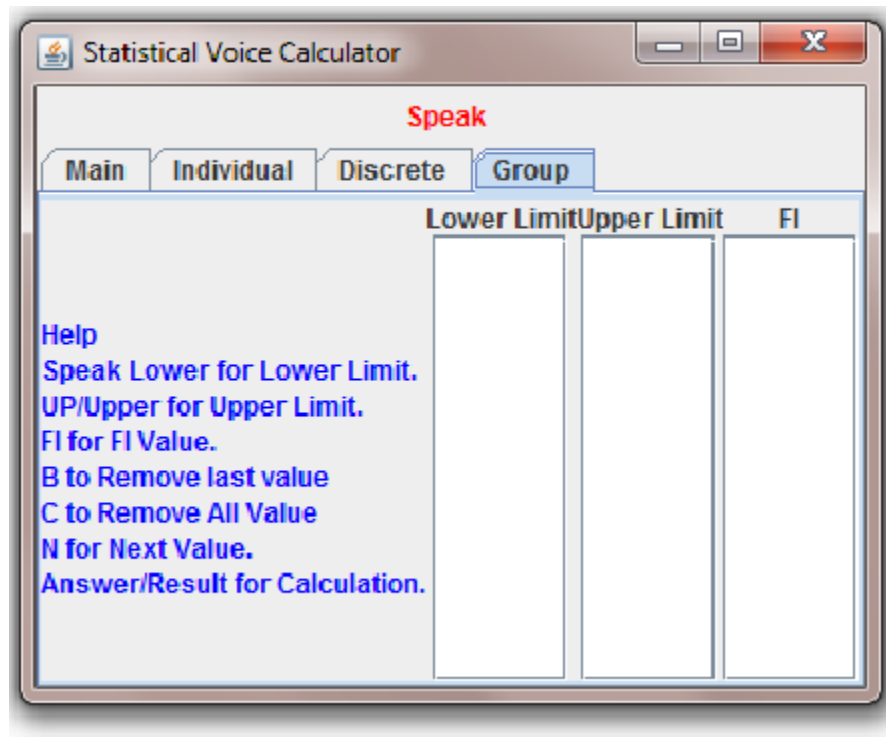 Statistical Voice Calculator
Speak
Main Individual Discrete Group
Lower Limit Upper Limit FI
Help
Speak Lower for Lower Limit.
UP/Upper for Upper Limit.
FI for FI Value.
B to Remove last value
C to Remove All Value
N for Next Value.
Answer/Result for Calculation.